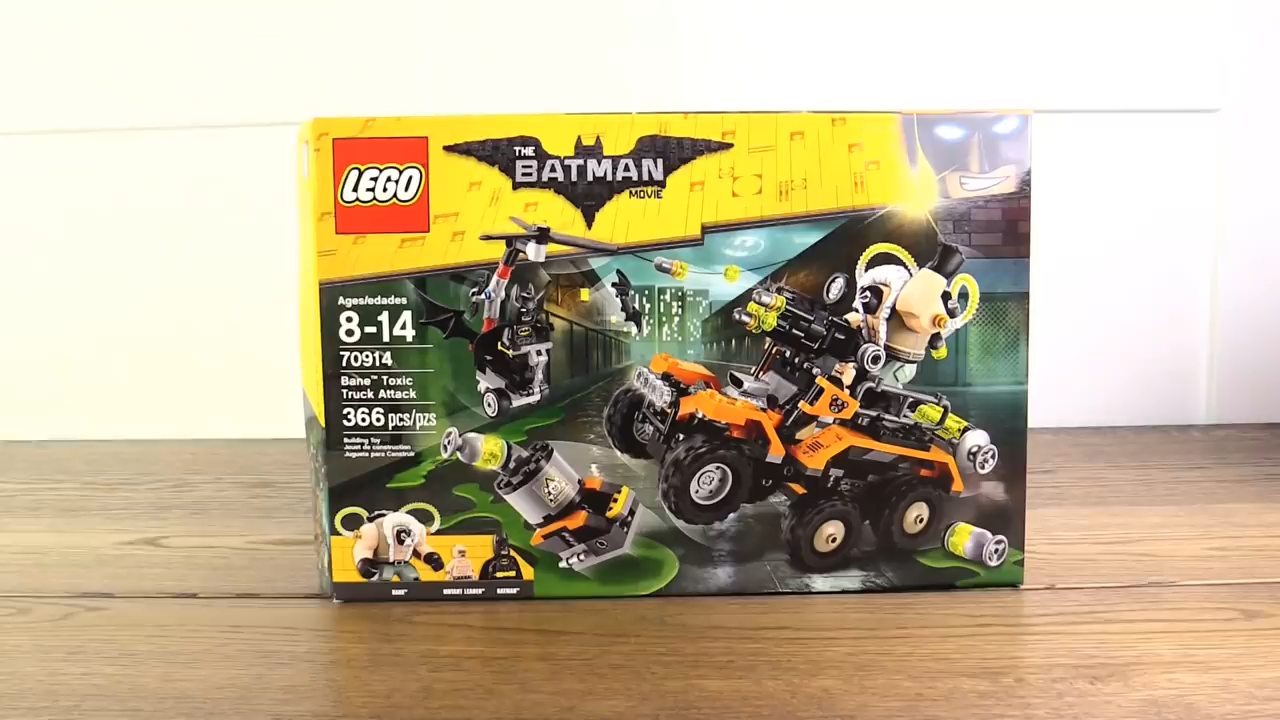 LEGO
THE
BATMAN
MOVIE
Ages/edades
8-14
70914
Bane™ Toxic
Truck Attack
366 pcs/pzs
Building Toy
Jouet de construction
Juguete para Construir
BANE™ MUTANT LEADER™ BATMAN™